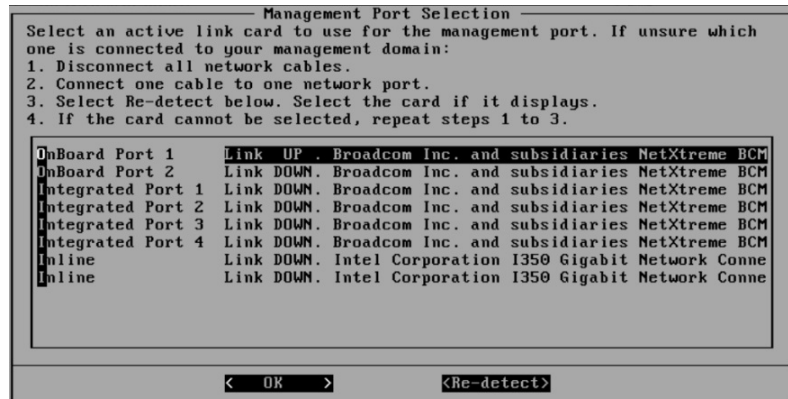 Management Port Selection
Select an active link card to use for the management port. If unsure which
one is connected to your management domain:
1. Disconnect all network cables.
2. Connect one cable to one network port.
3. Select Re-detect below. Select the card if it displays.
4. If the card cannot be selected, repeat steps 1 to 3.
OnBoard Port 1 Link UP . Broadcom Inc. and subsidiaries NetXtreme BCM
OnBoard Port 2 Link DOWN. Broadcom Inc. and subsidiaries NetXtreme BCM
Integrated Port 1 Link DOWN. Broadcom Inc. and subsidiaries NetXtreme BCM
Integrated Port 2 Link DOWN. Broadcom Inc. and subsidiaries NetXtreme BCM
Integrated Port 3 Link DOWN. Broadcom Inc. and subsidiaries NetXtreme BCM
Integrated Port 4 Link DOWN. Broadcom Inc. and subsidiaries NetXtreme BCM
Inline Link DOWN. Intel Corporation I350 Gigabit Network Conne
Inline Link DOWN. Intel Corporation I350 Gigabit Network Conne
< OK > <Re-detect>